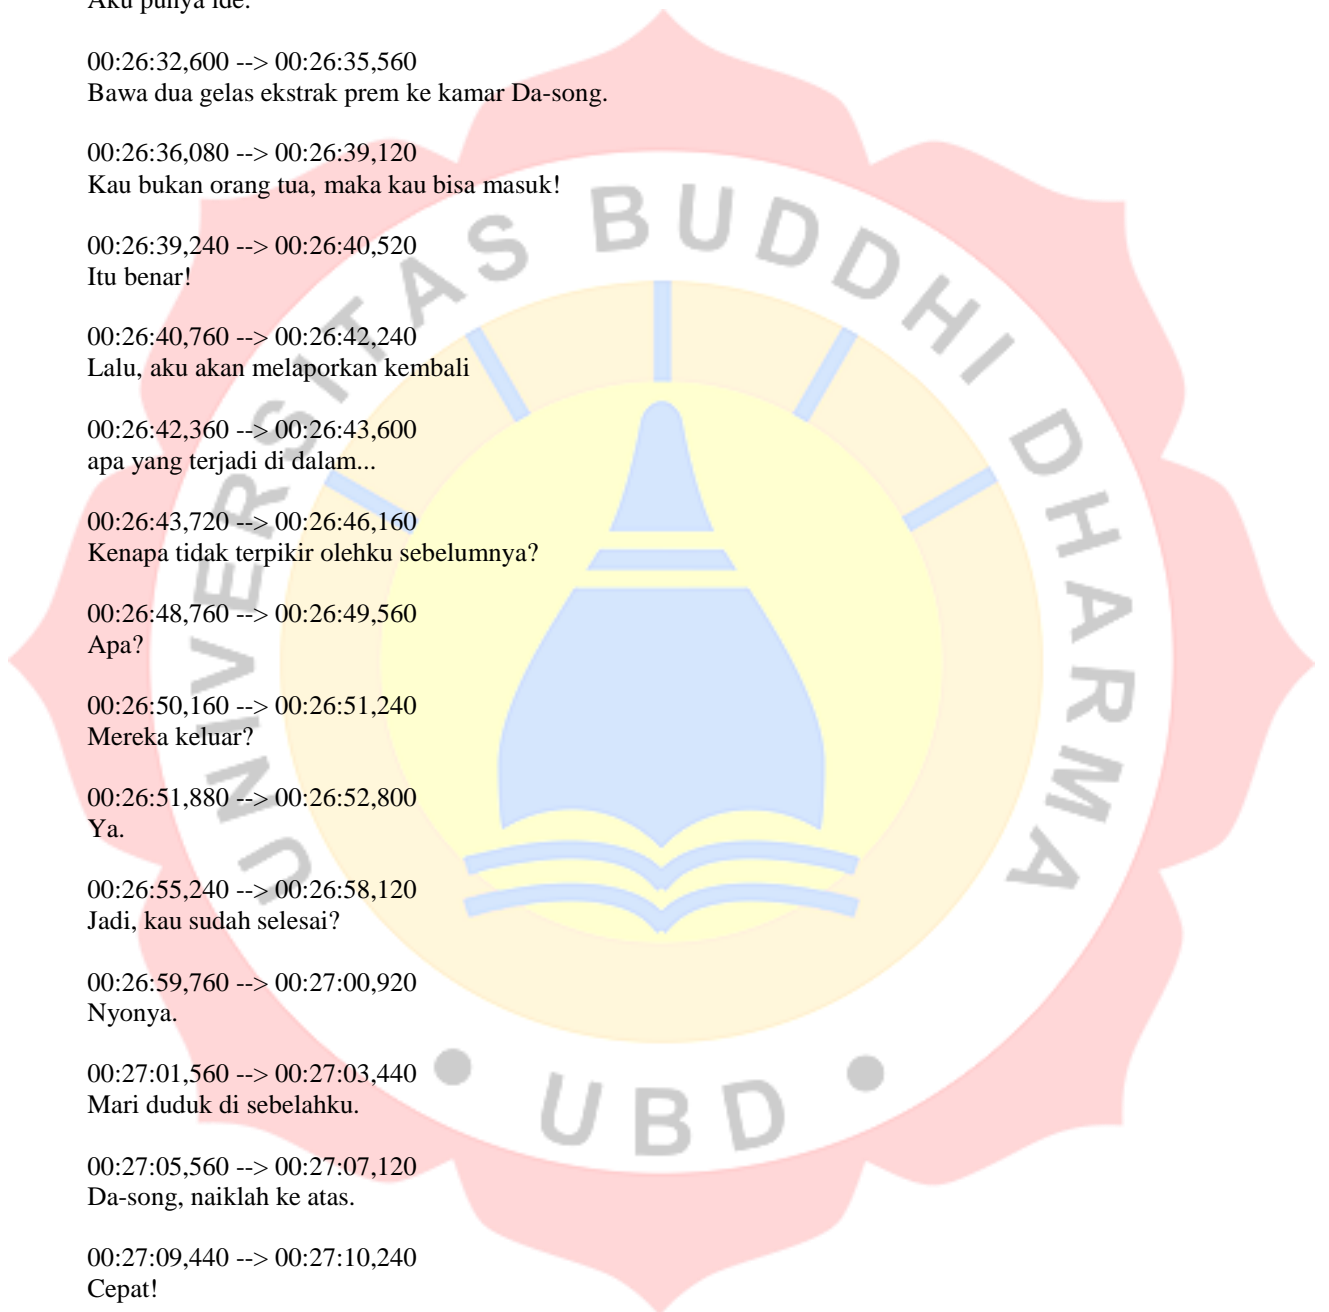 Aku punya ide.
00:26:32,600 --> 00:26:35,560
Bawa dua gelas ekstrak prem ke kamar Da-song.
00:26:36,080 --> 00:26:39,120
Kau bukan orang tua, maka kau bisa masuk!
00:26:39,240 --> 00:26:40,520
Itu benar!
00:26:40,760 --> 00:26:42,240
Lalu, aku akan melaporkan kembali
00:26:42,360 --> 00:26:43,600
apa yang terjadi di dalam...
00:26:43,720 --> 00:26:46,160
Kenapa tidak terpikir olehku sebelumnya?
00:26:48,760 --> 00:26:49,560
Apa?
00:26:50,160 --> 00:26:51,240
Mereka keluar?
00:26:51,880 --> 00:26:52,800
Ya.
00:26:55,240 --> 00:26:58,120
Jadi, kau sudah selesai?
00:26:59,760 --> 00:27:00,920
Nyonya.
00:27:01,560 --> 00:27:03,440
Mari duduk di sebelahku.
00:27:05,560 --> 00:27:07,120
Da-song, naiklah ke atas.
00:27:09,440 --> 00:27:10,240
Cepat!
UNIVERSITAS BUDDHI DHARMA
• UBD •